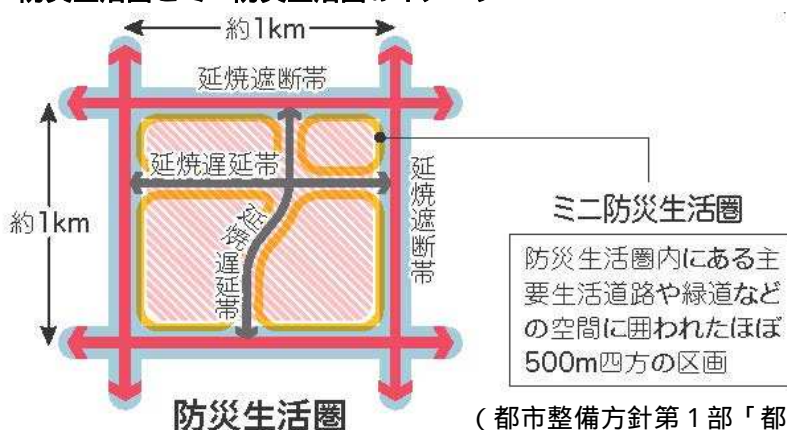 約1km
延焼遮断帯
延焼遅延帯
延焼遮断帯
約1km
延焼遅延帯
ミニ防災生活圏
防災生活圏内にある主
要生活道路や緑道など
の空間に囲われたほぼ
500m四方の区画
防災生活圏
(都市整備方針第1部「都